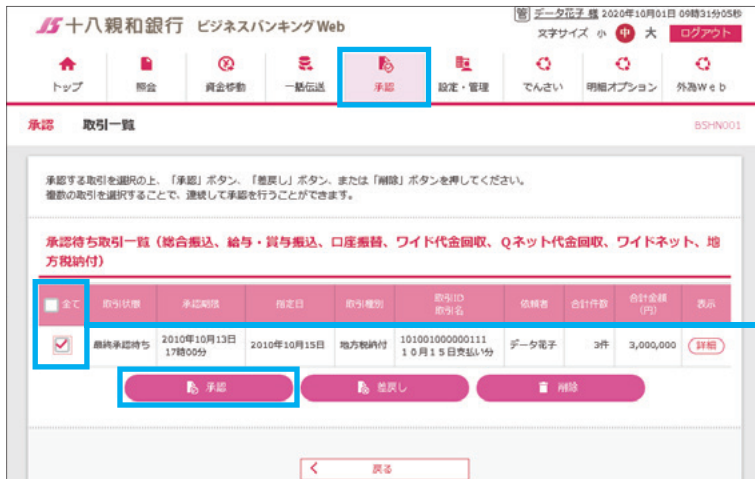 十八親和銀行 ビジネスバンキングWeb
管 データ花子 様 2020年10月01日 09時31分05秒
文字サイズ 小 中 大 ログアウト
トップ 照会 資金移動 一括伝送 承認 設定・管理 でんさい 明細オプション 外為Web
承認 取引一覧 BSHN001
承認する取引を選択の上、「承認」ボタン、「差戻し」ボタン、または「削除」ボタンを押してください。
複数の取引を選択することで、連続して承認を行うことができます。
承認待ち取引一覧（総合振込、給与・賞与振込、口座振替、ワイド代金回収、Qネット代金回収、ワイドネット、地
方税納付）
全て 取引状態 承認期限 指定日 取引種別 取引ID 取引名 依頼者 合計件数 合計金額(円) 表示
最終承認待ち 2010年10月13日 17時00分 2010年10月15日 地方税納付 101001000000111 10月15日支払い分 データ花子 3件 3,000,000 詳細
承認 差戻し 削除
戻る